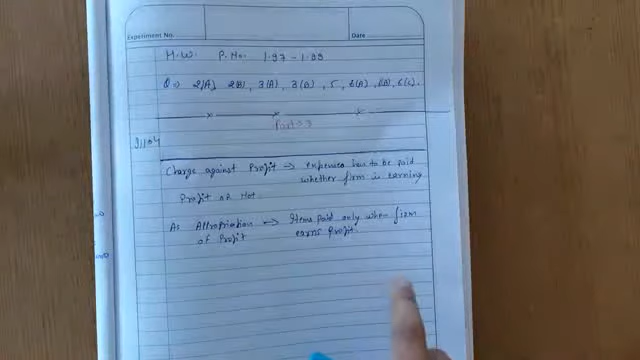 Experiment No.
Date
H.W. P.No. 1.97 - 1.99
Q => 2(A), 2(B), 3(A), 3(B), 5, 6(A), 6(B), 6(C).
Part-3
Charge against Profit → expenses has to be paid
whether firm is earning
Profit or Not.
As Appropriation → Items paid only when firm
of Profit earns Profit.